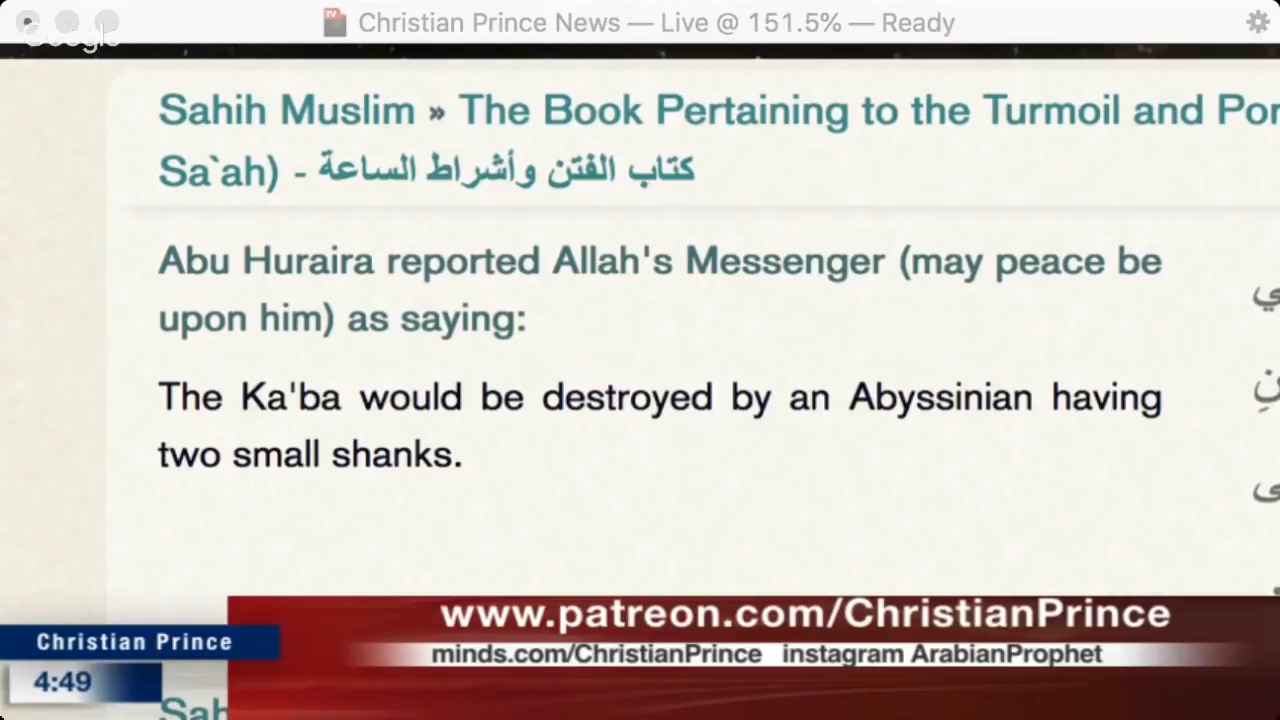 Christian Prince News — Live @ 151.5% — Ready
Google
Sahih Muslim » The Book Pertaining to the Turmoil and Por
Sa`ah) - كتاب الفتن وأشراط الساعة
Abu Huraira reported Allah's Messenger (may peace be
upon him) as saying:
The Ka'ba would be destroyed by an Abyssinian having
two small shanks.
www.patreon.com/ChristianPrince
Christian Prince
minds.com/ChristianPrince instagram ArabianProphet
4:49
Sah